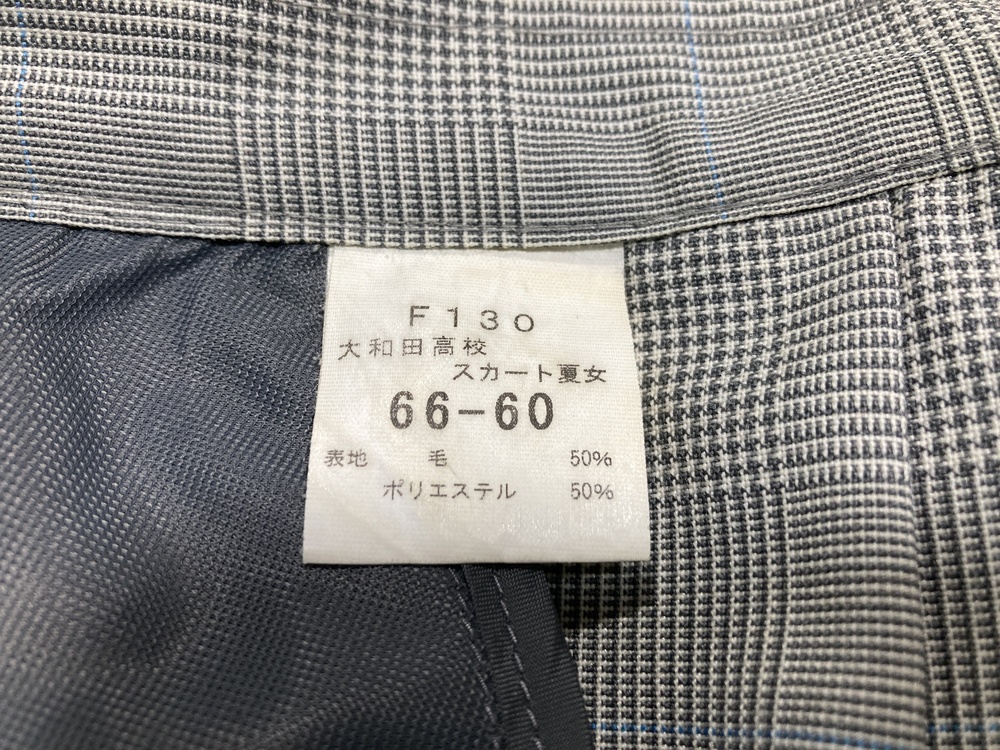 F130
大和田高校
スカート夏女
66-60
表地 毛 50%
ポリエステル 50%